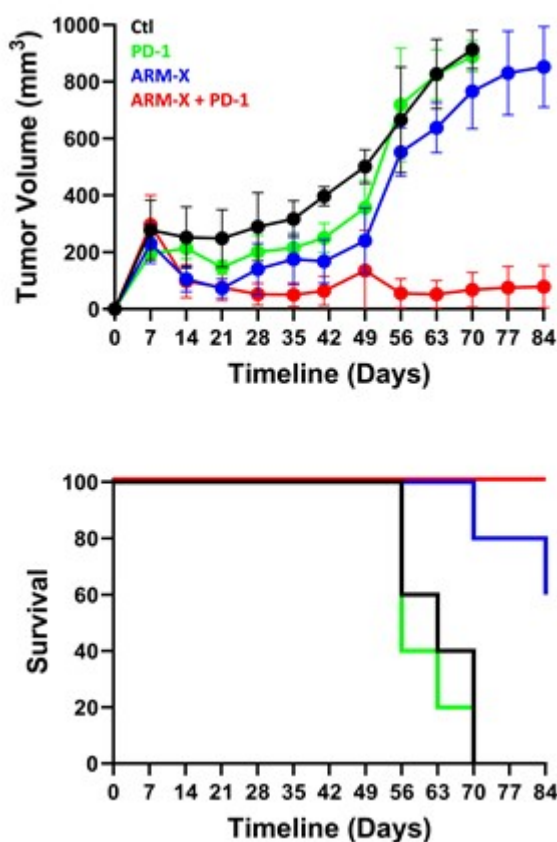 Ctl
PD-1
ARM-X
ARM-X + PD-1
Tumor Volume (mm³)
1000
800
600
400
200
0
0 7 14 21 28 35 42 49 56 63 70 77 84
Timeline (Days)
Survival
100
80
60
40
20
0
0 7 14 21 28 35 42 49 56 63 70 77 84
Timeline (Days)